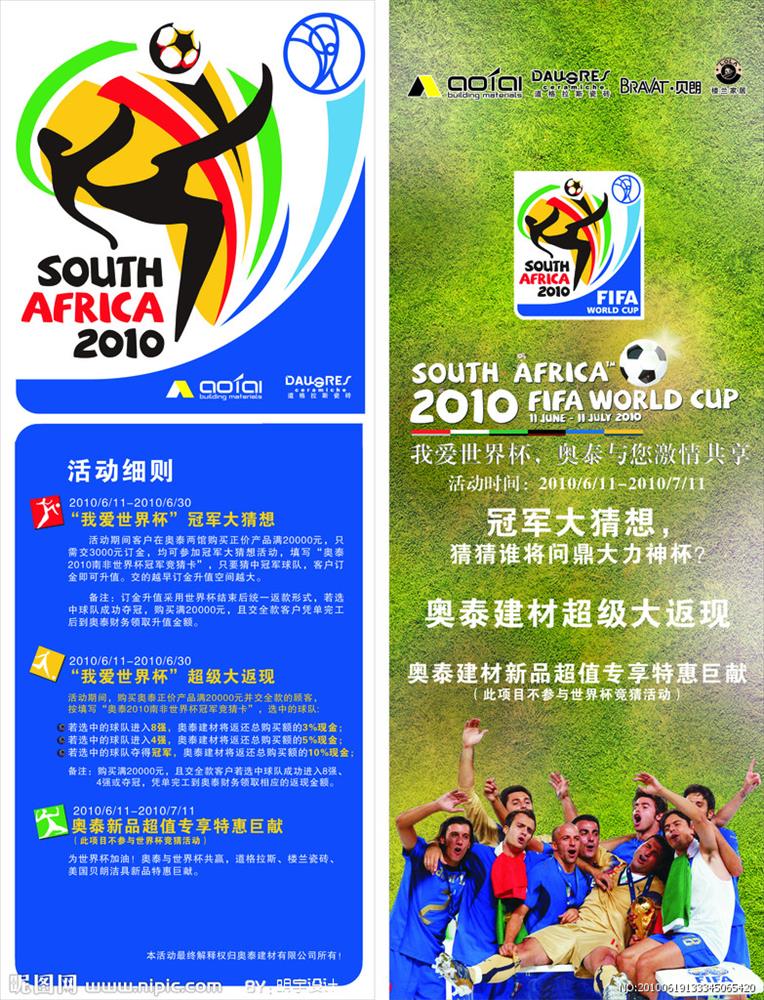 SOUTH
AFRICA
2010
aotai
building materials
DAUGRES
ceramiche
道格拉斯瓷砖
活动细则
2010/6/11-2010/6/30
“我爱世界杯”冠军大猜想
活动期间客户在奥泰两馆购买正价产品满20000元，只
需交3000元订金，均可参加冠军大猜想活动，填写“奥泰
2010南非世界杯冠军竞猜卡”，只要猜中冠军球队，客户订
金即可升值。交的越早订金升值空间越大。
备注：订金升值采用世界杯结束后统一返款形式，若选
中球队成功夺冠，购买满20000元，且交全款客户凭单完工
后到奥泰财务领取升值金额。
2010/6/11-2010/6/30
“我爱世界杯”超级大返现
活动期间，购买奥泰正价产品满20000元并交全款的顾客，
按填写“奥泰2010南非世界杯冠军竞猜卡”，选中的球队:
若选中的球队进入8强，奥泰建材将返还总购买额的3%现金；
若选中的球队进入4强，奥泰建材将返还总购买额的5%现金；
若选中的球队夺得冠军，奥泰建材将返还总购买额的10%现金；
备注：购买满20000元，且交全款客户若选中球队成功进入8强、
4强或夺冠，凭单完工到奥泰财务领取相应的返现金额。
2010/6/11-2010/7/11
奥泰新品超值专享特惠巨献
（此项目不参与世界杯竞猜活动）
为世界杯加油！奥泰与世界杯共赢，道格拉斯、楼兰瓷砖、
美国贝朗洁具新品特惠巨献。
本活动最终解释权归奥泰建材有限公司所有！
昵图网 www.nipic.com BY：明宇设计
aotai
building materials
DAUGRES
ceramiche
道格拉斯瓷砖
BRAVAT·贝朗
楼兰家居
SOUTH
AFRICA
2010
FIFA
WORLD CUP
SOUTH AFRICA™
2010 FIFA WORLD CUP
11 JUNE - 11 JULY 2010
我爱世界杯，奥泰与您激情共享
活动时间：2010/6/11-2010/7/11
冠军大猜想，
猜猜谁将问鼎大力神杯？
奥泰建材超级大返现
奥泰建材新品超值专享特惠巨献
（此项目不参与世界杯竞猜活动）
8
NO:20100619133345065420